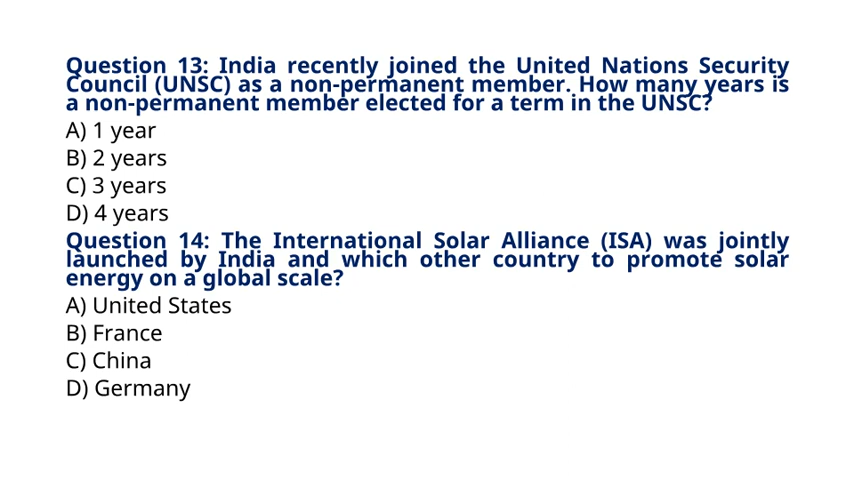 Question 13: India recently joined the United Nations Security
Council (UNSC) as a non-permanent member. How many years is
a non-permanent member elected for a term in the UNSC?
A) 1 year
B) 2 years
C) 3 years
D) 4 years
Question 14: The International Solar Alliance (ISA) was jointly
launched by India and which other country to promote solar
energy on a global scale?
A) United States
B) France
C) China
D) Germany